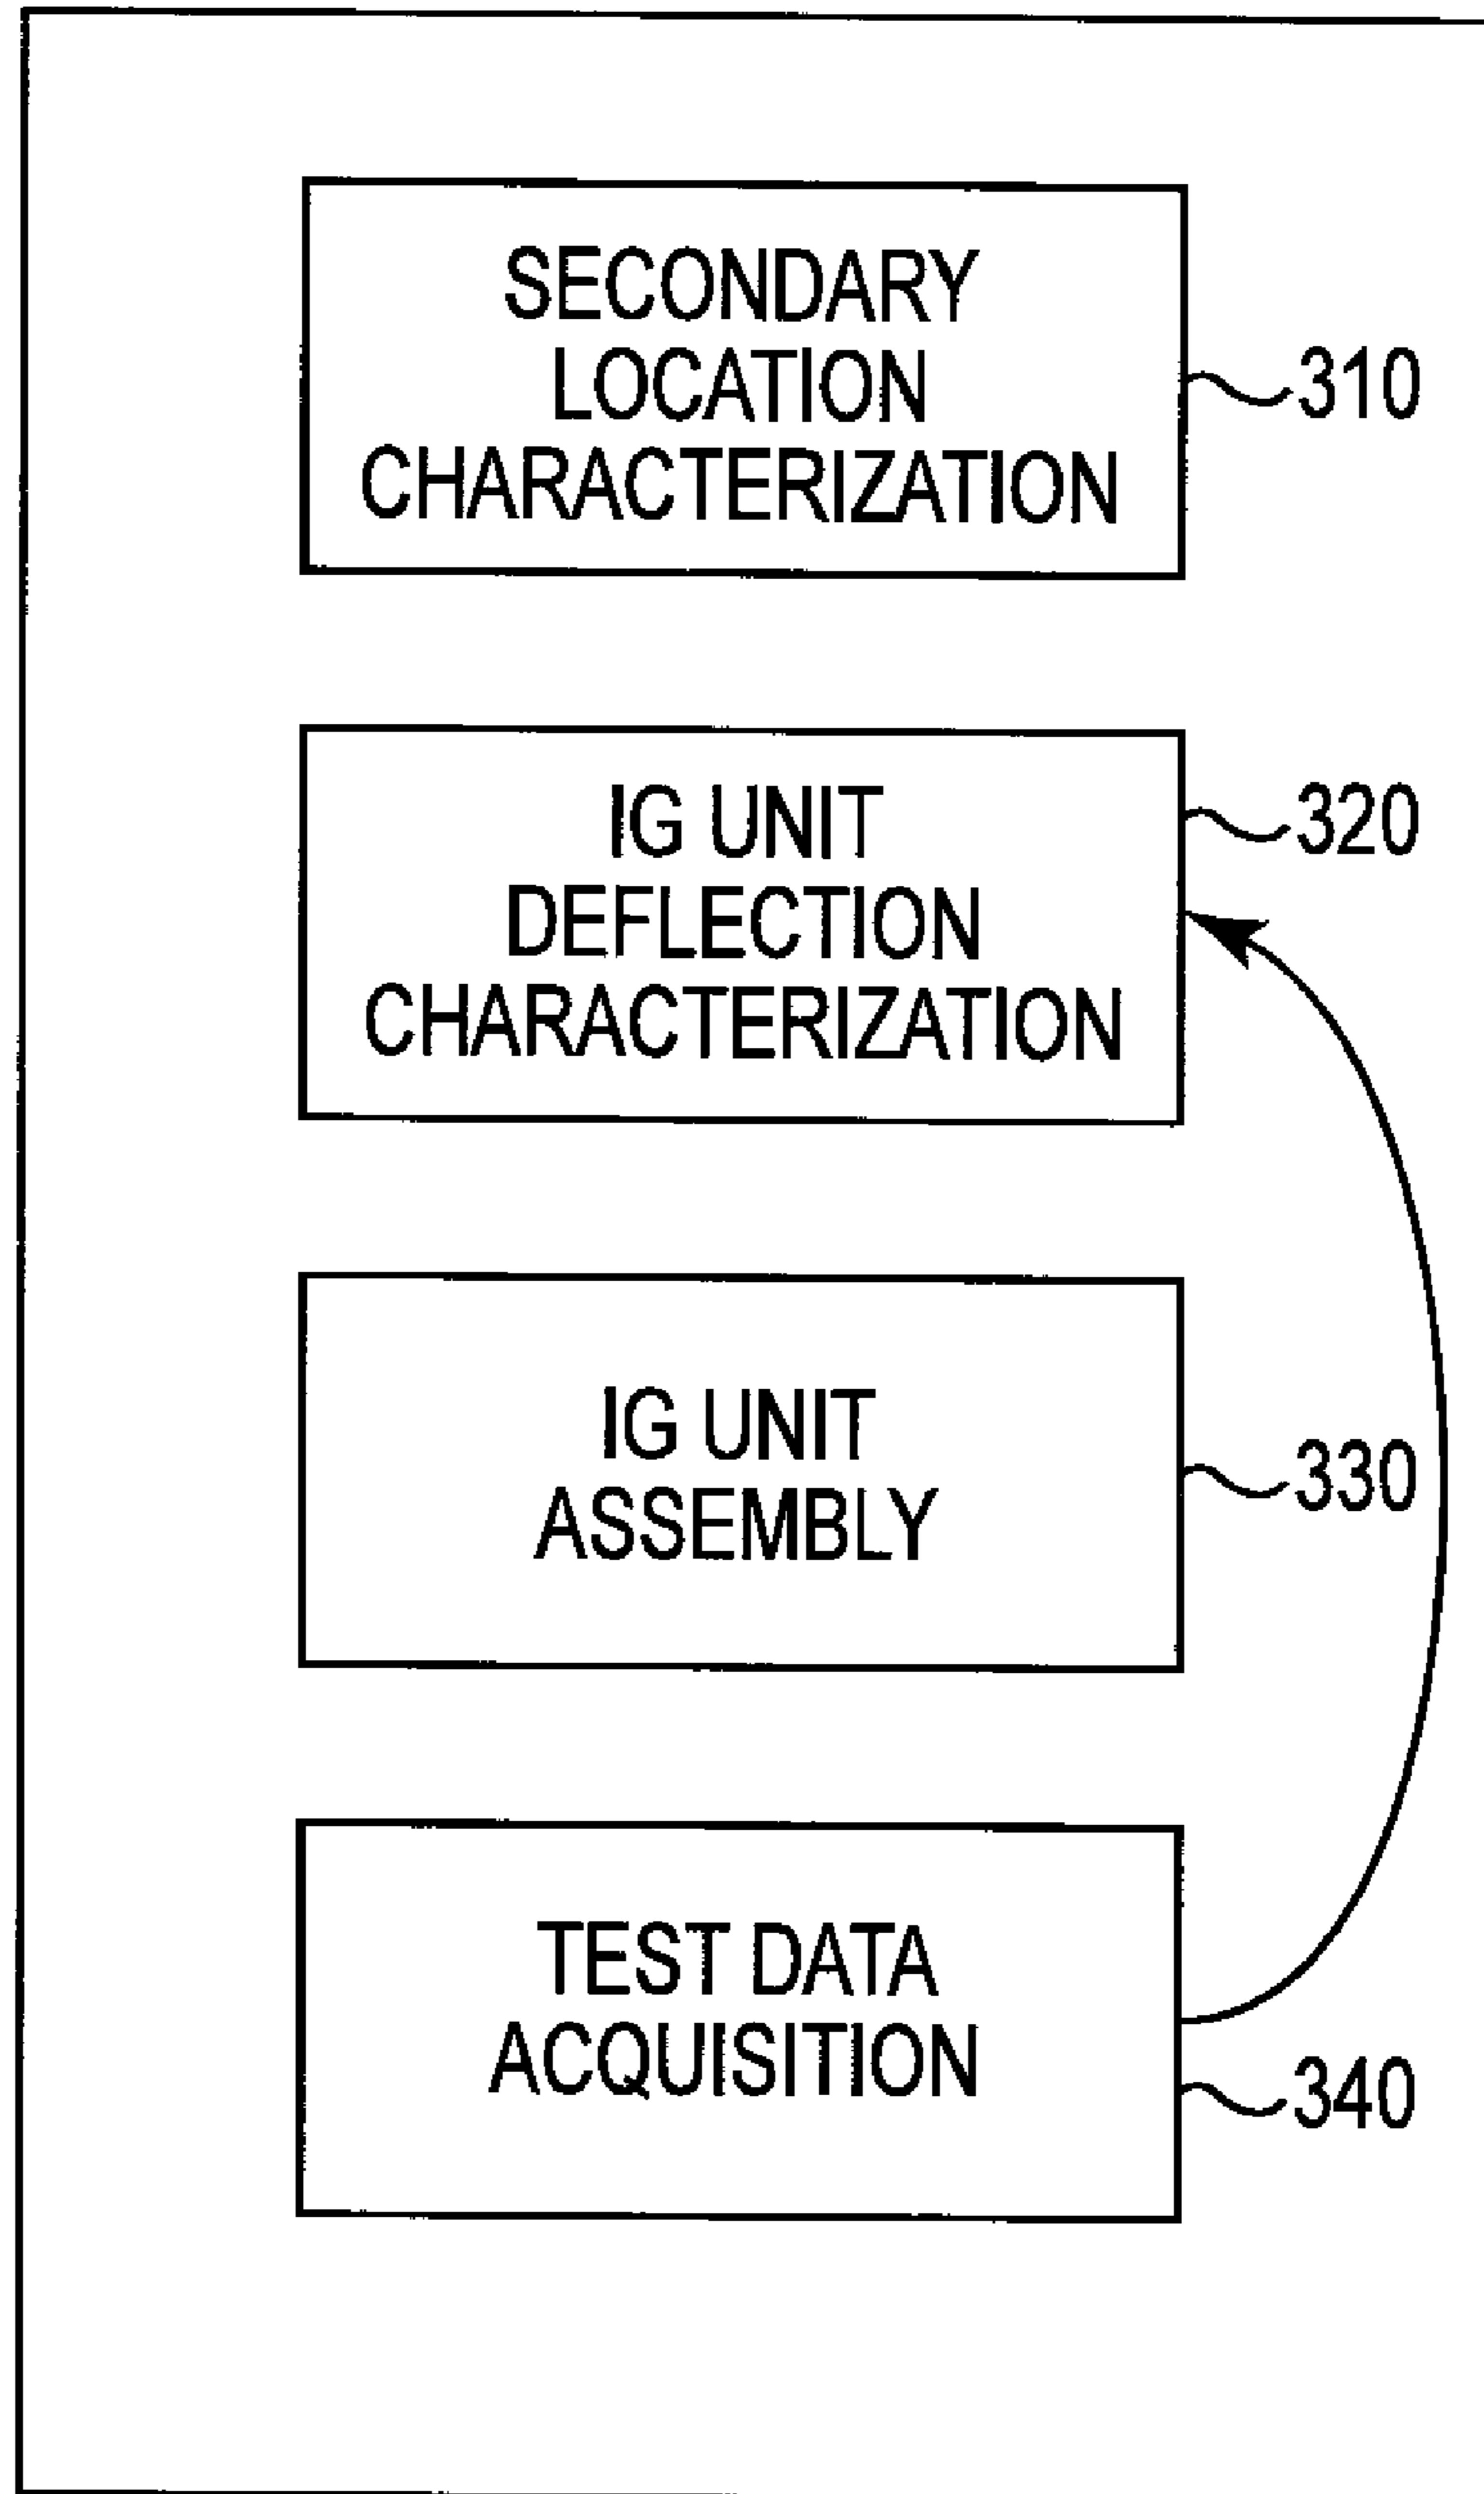 SECONDARY
LOCATION
CHARACTERIZATION
310
IG UNIT
DEFLECTION
CHARACTERIZATION
320
IG UNIT
ASSEMBLY
330
TEST DATA
ACQUISITION
340